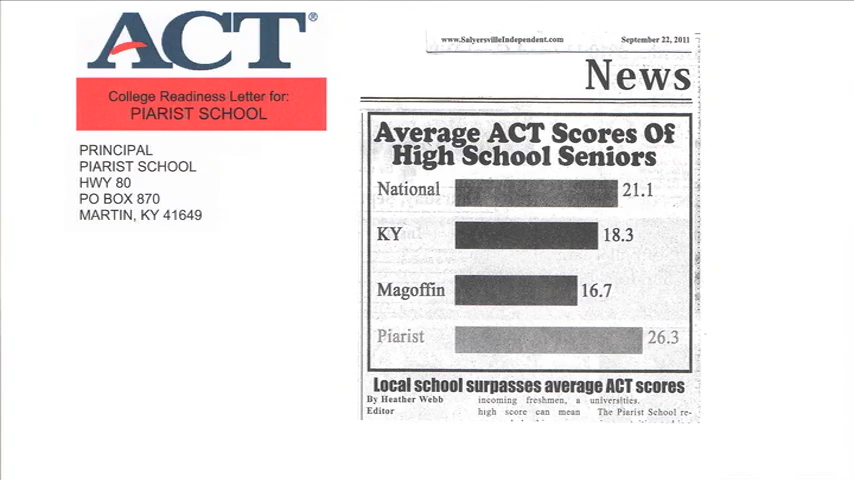 ACT®
College Readiness Letter for:
PIARIST SCHOOL
PRINCIPAL
PIARIST SCHOOL
HWY 80
PO BOX 870
MARTIN, KY 41649
www.SalyersvilleIndependent.com September 22, 2011
News
Average ACT Scores Of
High School Seniors
National 21.1
KY 18.3
Magoffin 16.7
Piarist 26.3
Local school surpasses average ACT scores
By Heather Webb
Editor
incoming freshmen, a
high score can mean
universities.
The Piarist School re-